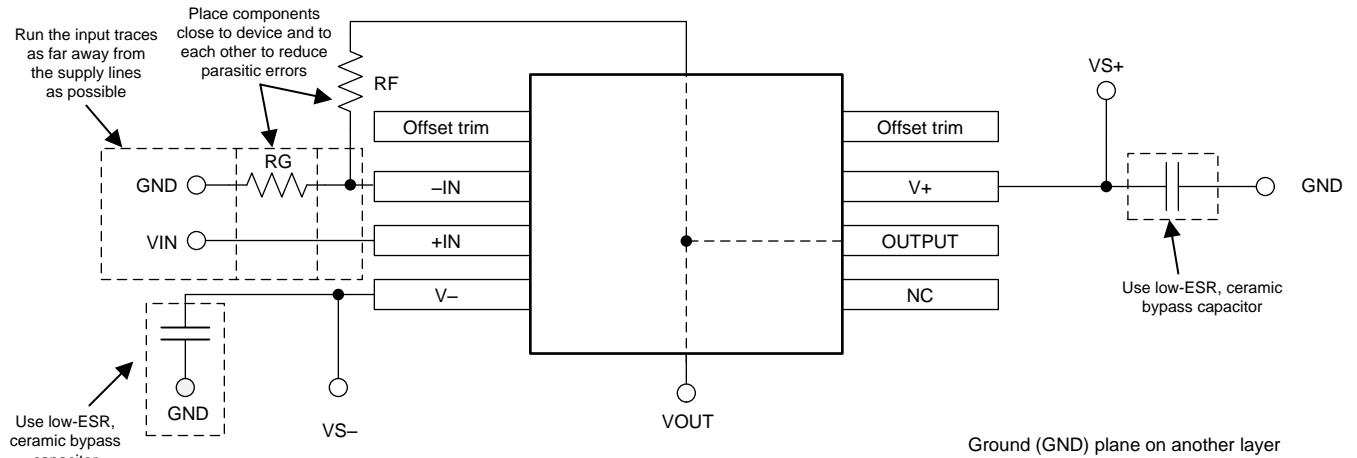 Place components
close to device and to
each other to reduce
parasitic errors
Run the input traces
as far away from
the supply lines
as possible
RF
VS+
Offset trim
Offset trim
RG
GND
–IN
V+
GND
VIN
+IN
OUTPUT
V–
NC
Use low-ESR, ceramic
bypass capacitor
GND
VS–
VOUT
Use low-ESR,
ceramic bypass
Ground (GND) plane on another layer